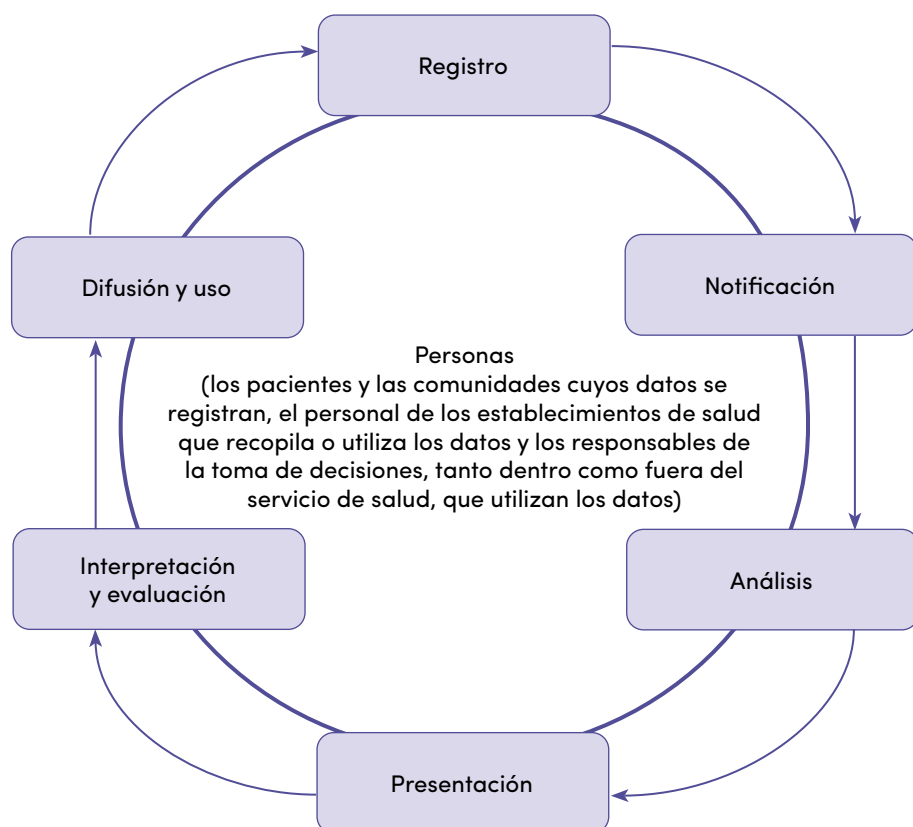 Registro
Notificación
Difusión y uso
Personas
(los pacientes y las comunidades cuyos datos se
registran, el personal de los establecimientos de salud
que recopila o utiliza los datos y los responsables de
la toma de decisiones, tanto dentro como fuera del
servicio de salud, que utilizan los datos)
Interpretación
y evaluación
Análisis
Presentación